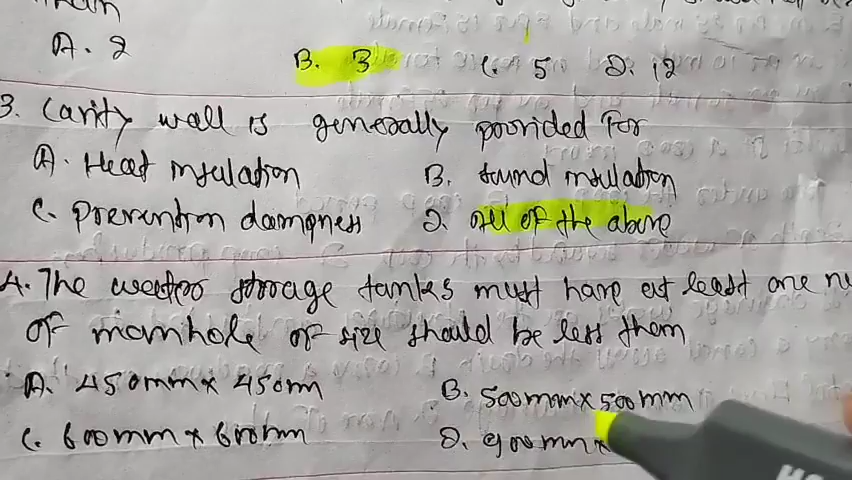 than
A. 2 B. 3 C. 5 D. 12
3. Cavity wall is generally provided for
A. Heat insulation B. sound insulation
C. prevention dampness D. All of the above
4. The water storage tanks must have at least one
of manhole of size should be less them
A. 450mm x 450m B. 500mm x 500mm
C. 600mm x 600mm D. 900mm x